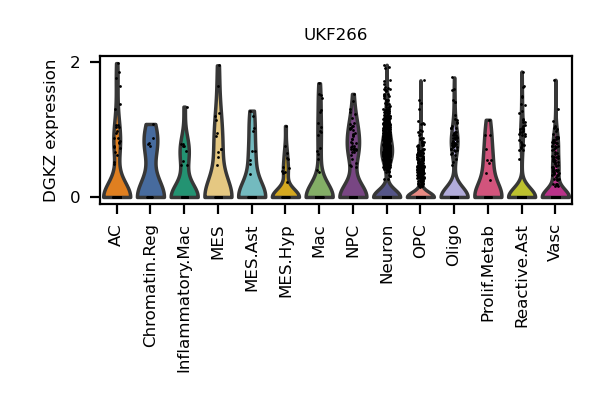 UKF266
DGKZ expression
2
0
AC
Chromatin.Reg
Inflammatory.Mac
MES
MES.Ast
MES.Hyp
Mac
NPC
Neuron
OPC
Oligo
Prolif.Metab
Reactive.Ast
Vasc